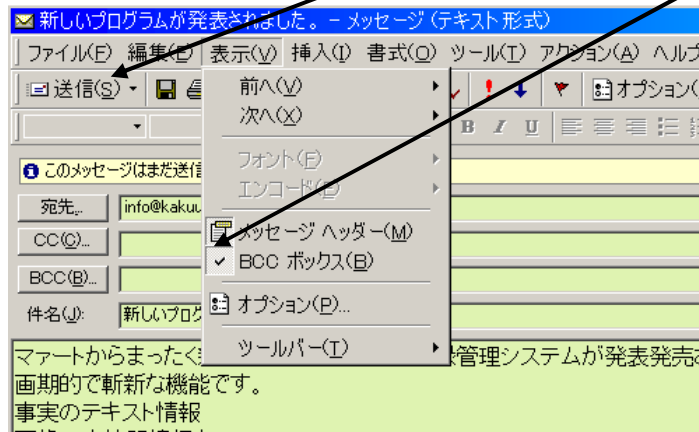 新しいプログラムが発表されました。 - メッセージ (テキスト形式)
ファイル(F) 編集(E) 表示(V) 挿入(I) 書式(O) ツール(T) アクション(A) ヘルプ
送信(S) オプション(
前へ(V)
次へ(X)
B I U
フォント(F)
エンコード(E)
このメッセージはまだ送信
宛先... info@kakuu
メッセージ ヘッダー(M)
CC(C)...
BCC ボックス(B)
BCC(B)...
オプション(P)...
件名(J): 新しいプログ
ツールバー(T)
マァートからまったく 管理システムが発表発売
画期的で斬新な機能です。
事実のテキスト情報